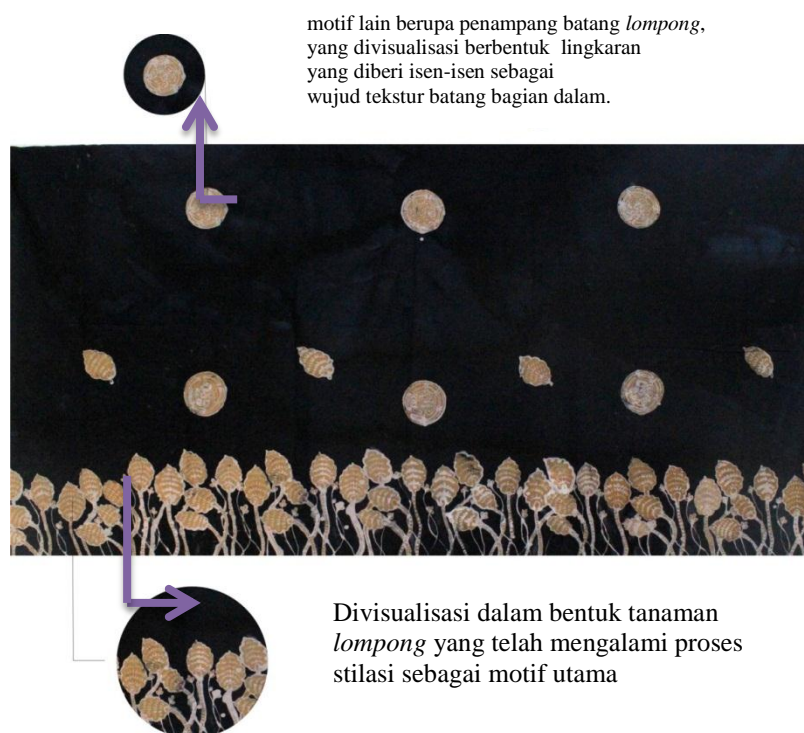 motif lain berupa penampang batang lompong,
yang divisualisasi berbentuk lingkaran
yang diberi isen-isen sebagai
wujud tekstur batang bagian dalam.
Divisualisasi dalam bentuk tanaman
lompong yang telah mengalami proses
stilasi sebagai motif utama